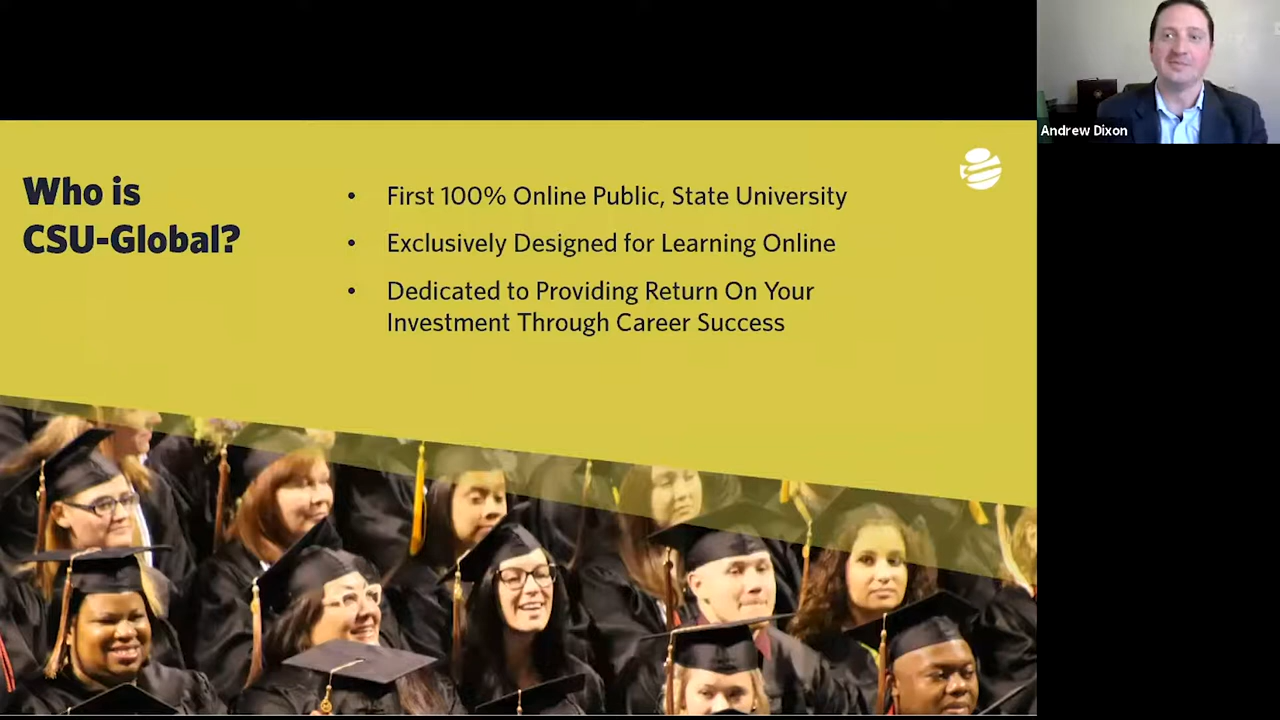 Andrew Dixon
Who is
CSU-Global?
• First 100% Online Public, State University
• Exclusively Designed for Learning Online
• Dedicated to Providing Return On Your
Investment Through Career Success